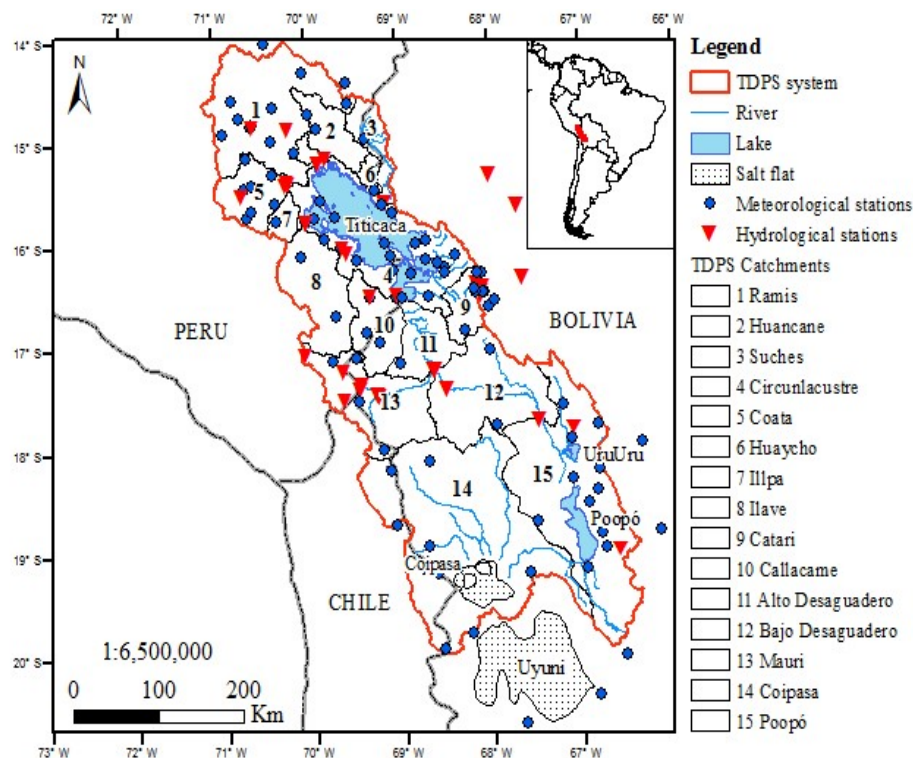 72° W 71° W 70° W 69° W 68° W 67° W 66° W
14° S
15° S
16° S
17° S
18° S
19° S
20° S
N
1
2
3
5
6
7
Titicaca
4
8
9
10
11
PERU
BOLIVIA
12
13
14
15
UruUru
Poopó
Coipasa
CHILE
Uyuni
1:6,500,000
0 100 200
Km
73° W 72° W 71° W 70° W 69° W 68° W 67° W
Legend
TDPS system
River
Lake
Salt flat
Meteorological stations
Hydrological stations
TDPS Catchments
1 Ramis
2 Huancane
3 Suches
4 Circunlacustre
5 Coata
6 Huaycho
7 Illpa
8 Ilave
9 Catari
10 Callacame
11 Alto Desaguadero
12 Bajo Desaguadero
13 Mauri
14 Coipasa
15 Poopó